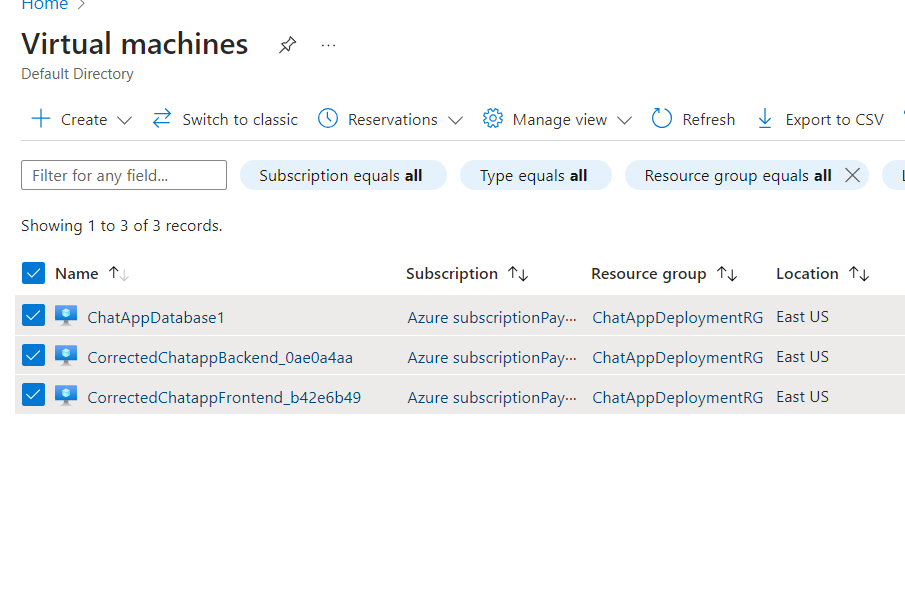 Home
Virtual machines
Default Directory
Create Switch to classic Reservations Manage view Refresh Export to CSV
Filter for any field... Subscription equals all Type equals all Resource group equals all
Showing 1 to 3 of 3 records.
Name Subscription Resource group Location
ChatAppDatabase1 Azure subscriptionPay··· ChatAppDeploymentRG East US
CorrectedChatappBackend_0ae0a4aa Azure subscriptionPay··· ChatAppDeploymentRG East US
CorrectedChatappFrontend_b42e6b49 Azure subscriptionPay··· ChatAppDeploymentRG East US